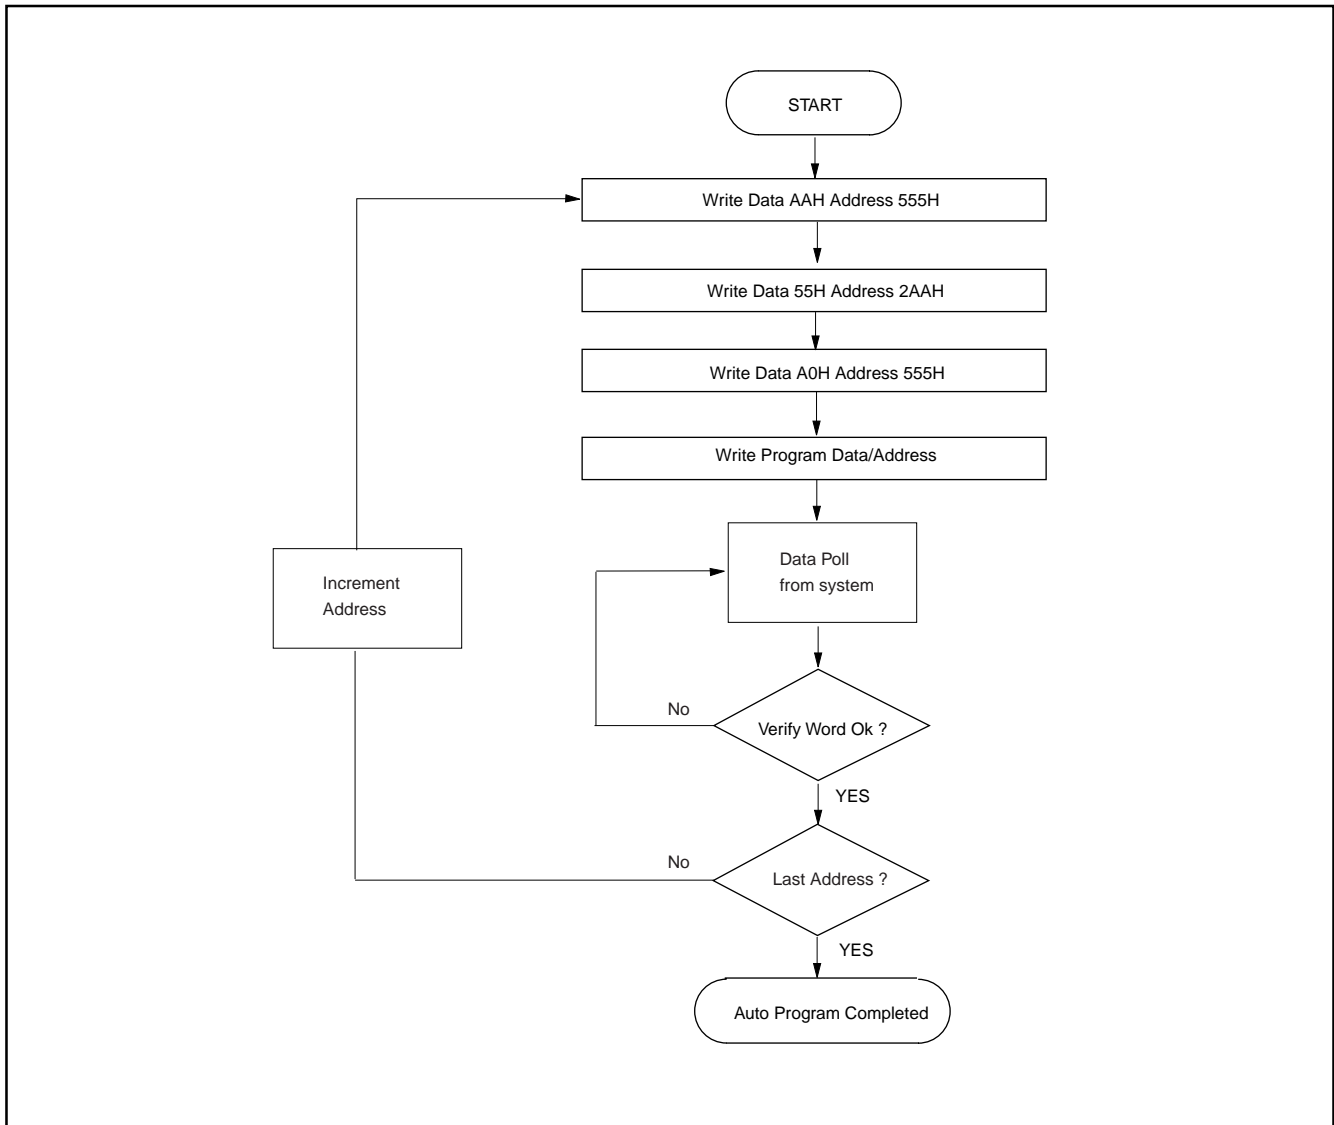 START
Write Data AAH Address 555H
Write Data 55H Address 2AAH
Write Data A0H Address 555H
Write Program Data/Address
Data Poll
from system
Increment
Address
No
Verify Word Ok ?
YES
No
Last Address ?
YES
Auto Program Completed